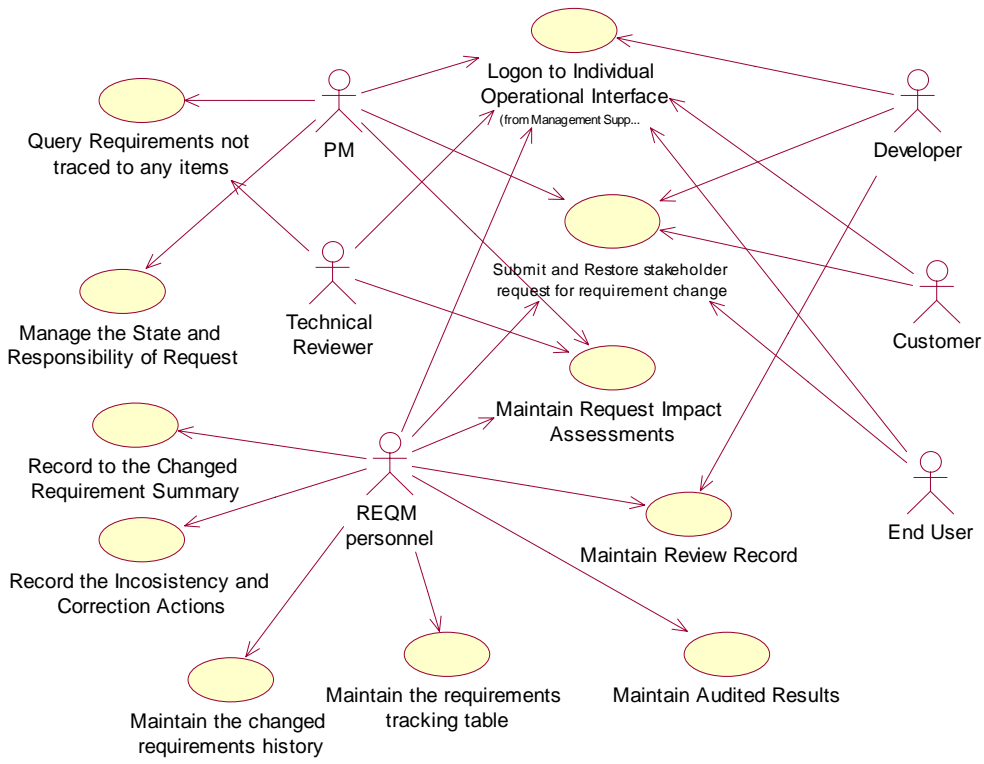 Logon to Individual
Operational Interface
(from Management Supp...
PM
Developer
Query Requirements not
traced to any items
Submit and Restore stakeholder
request for requirement change
Technical
Reviewer
Customer
Manage the State and
Responsibility of Request
Maintain Request Impact
Assessments
Record to the Changed
Requirement Summary
REQM
personnel
End User
Maintain Review Record
Record the Incosistency and
Correction Actions
Maintain the requirements
tracking table
Maintain Audited Results
Maintain the changed
requirements history